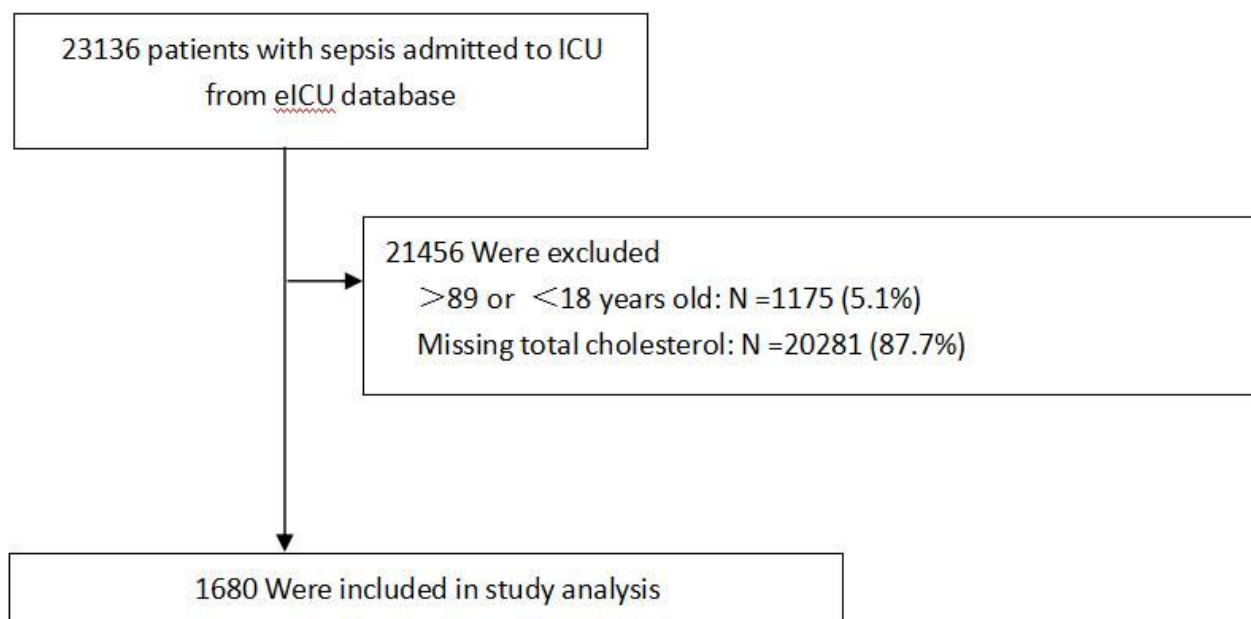 23136 patients with sepsis admitted to ICU
from eICU database
21456 Were excluded
＞89 or ＜18 years old: N =1175 (5.1%)
Missing total cholesterol: N =20281 (87.7%)
1680 Were included in study analysis